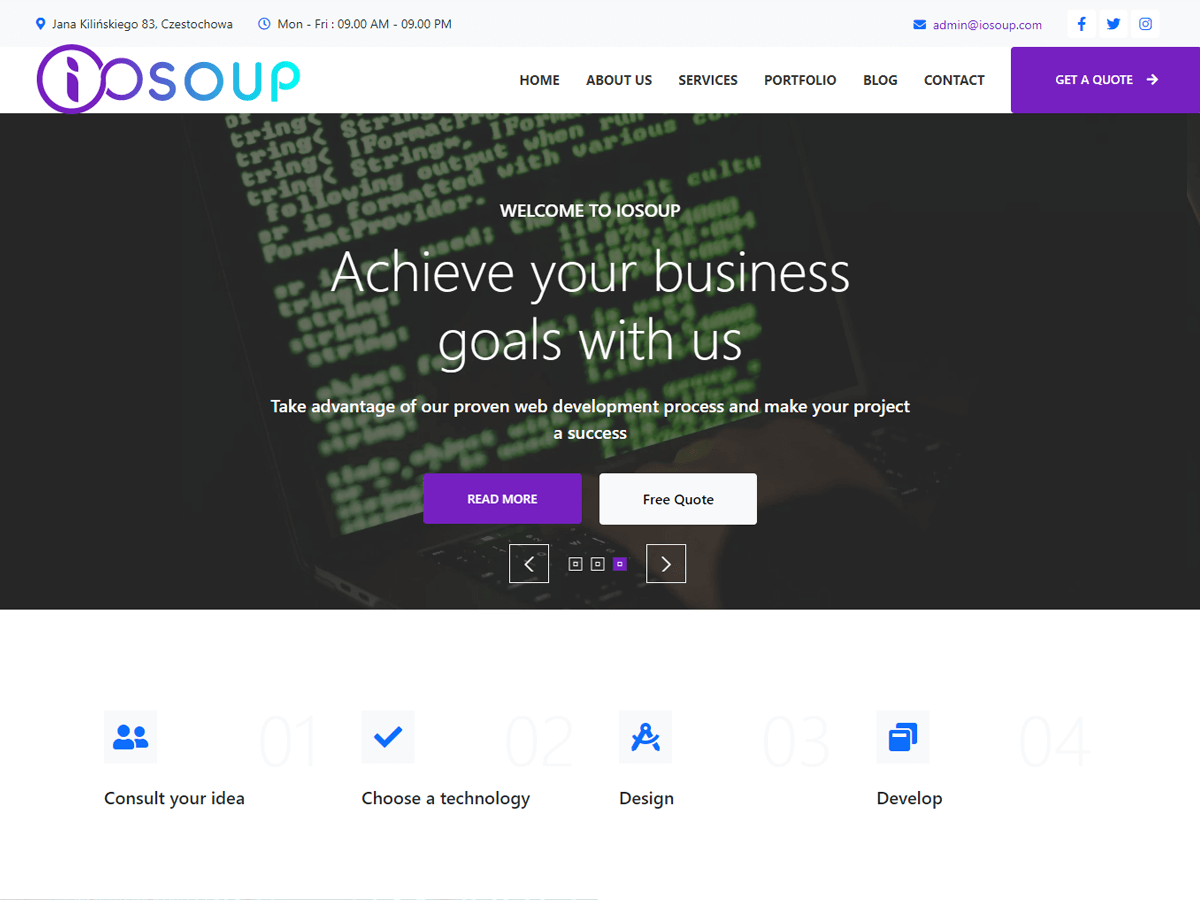 Jana Kilińskiego 83, Czestochowa
Mon - Fri : 09.00 AM - 09.00 PM
admin@iosoup.com
iosoup
HOME
ABOUT US
SERVICES
PORTFOLIO
BLOG
CONTACT
GET A QUOTE
WELCOME TO IOSOUP
Achieve your business
goals with us
Take advantage of our proven web development process and make your project
a success
READ MORE
Free Quote
01
Consult your idea
02
Choose a technology
03
Design
04
Develop